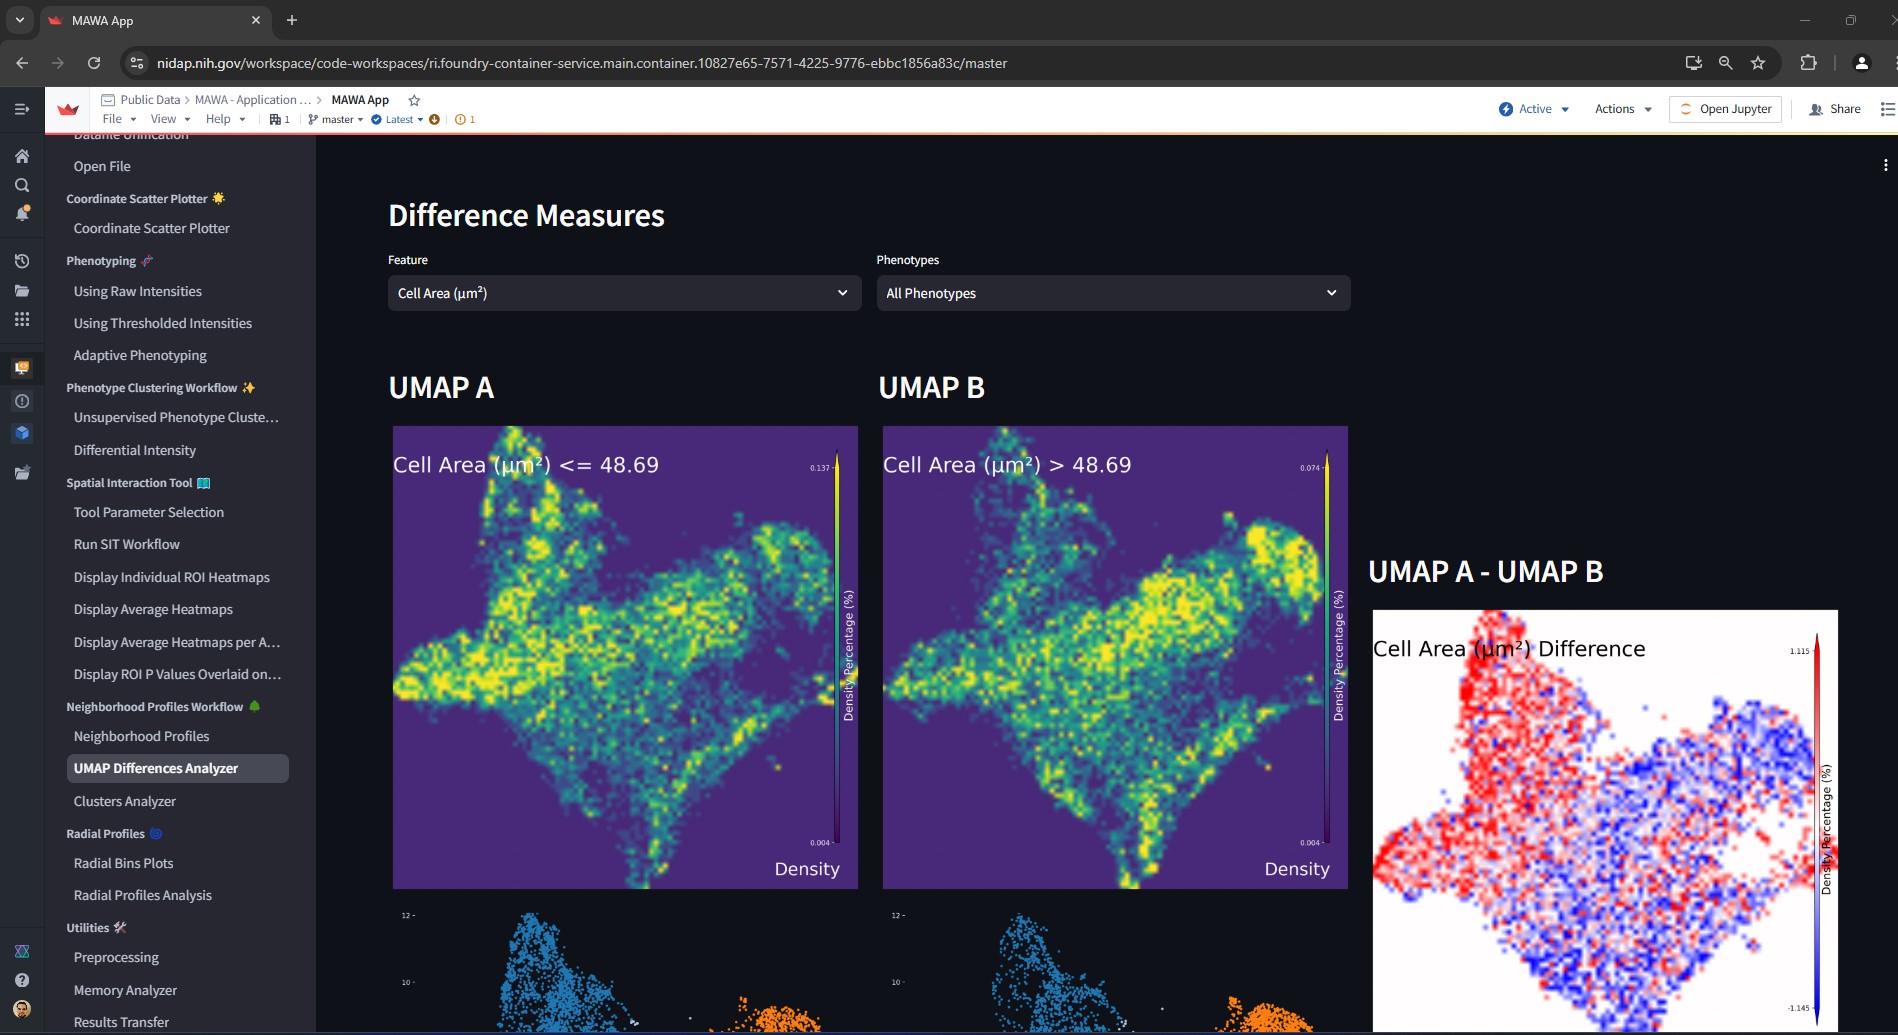 MAWA App
nidap.nih.gov/workspace/code-workspaces/ri.foundry-container-service.main.container.10827e65-7571-4225-9776-ebbc1856a83c/master
Public Data > MAWA - Application ... > MAWA App
File View Help 1 master Latest 1
Active Actions Open Jupyter Share
Datafile Unification
Open File
Coordinate Scatter Plotter
Coordinate Scatter Plotter
Phenotyping
Using Raw Intensities
Using Thresholded Intensities
Adaptive Phenotyping
Phenotype Clustering Workflow
Unsupervised Phenotype Cluste...
Differential Intensity
Spatial Interaction Tool
Tool Parameter Selection
Run SIT Workflow
Display Individual ROI Heatmaps
Display Average Heatmaps
Display Average Heatmaps per A...
Display ROI P Values Overlaid on...
Neighborhood Profiles Workflow
Neighborhood Profiles
UMAP Differences Analyzer
Clusters Analyzer
Radial Profiles
Radial Bins Plots
Radial Profiles Analysis
Utilities
Preprocessing
Memory Analyzer
Results Transfer
Difference Measures
Feature
Cell Area (µm²)
Phenotypes
All Phenotypes
UMAP A
Cell Area (µm²) <= 48.69
0.137
Density Percentage (%)
0.004
Density
12
10
UMAP B
Cell Area (µm²) > 48.69
0.074
Density Percentage (%)
0.004
Density
12
10
UMAP A - UMAP B
Cell Area (µm²) Difference
1.115
Density Percentage (%)
-1.145